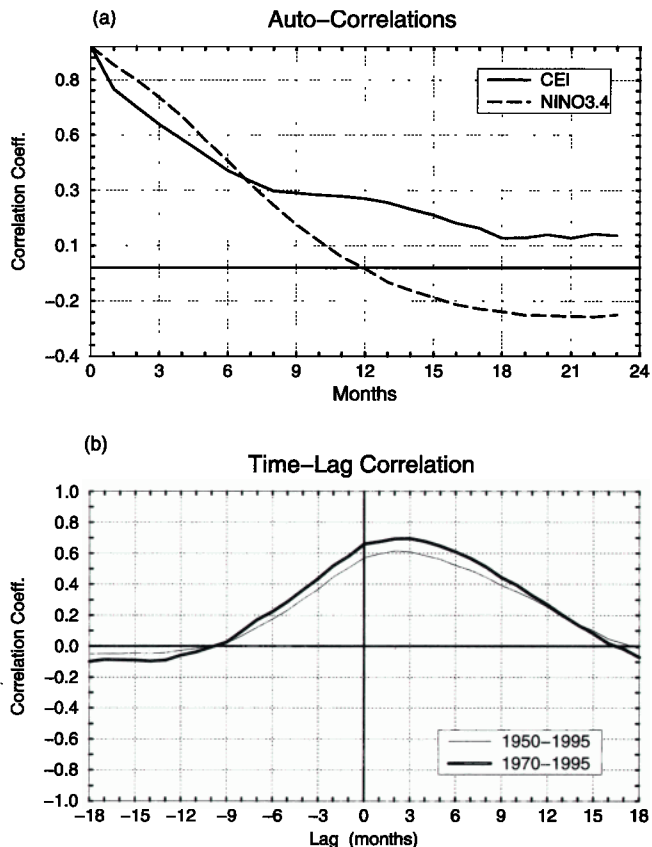 (a)
Auto–Correlations
0.8
0.6
0.3
0.1
−0.2
−0.4
Correlation Coeff.
CEI
NINO3.4
0 3 6 9 12 15 18 21 24
Months
(b)
Time–Lag Correlation
1.0
0.8
0.6
0.4
0.2
0.0
−0.2
−0.4
−0.6
−0.8
−1.0
Correlation Coeff.
1950−1995
1970−1995
−18 −15 −12 −9 −6 −3 0 3 6 9 12 15 18
Lag (months)